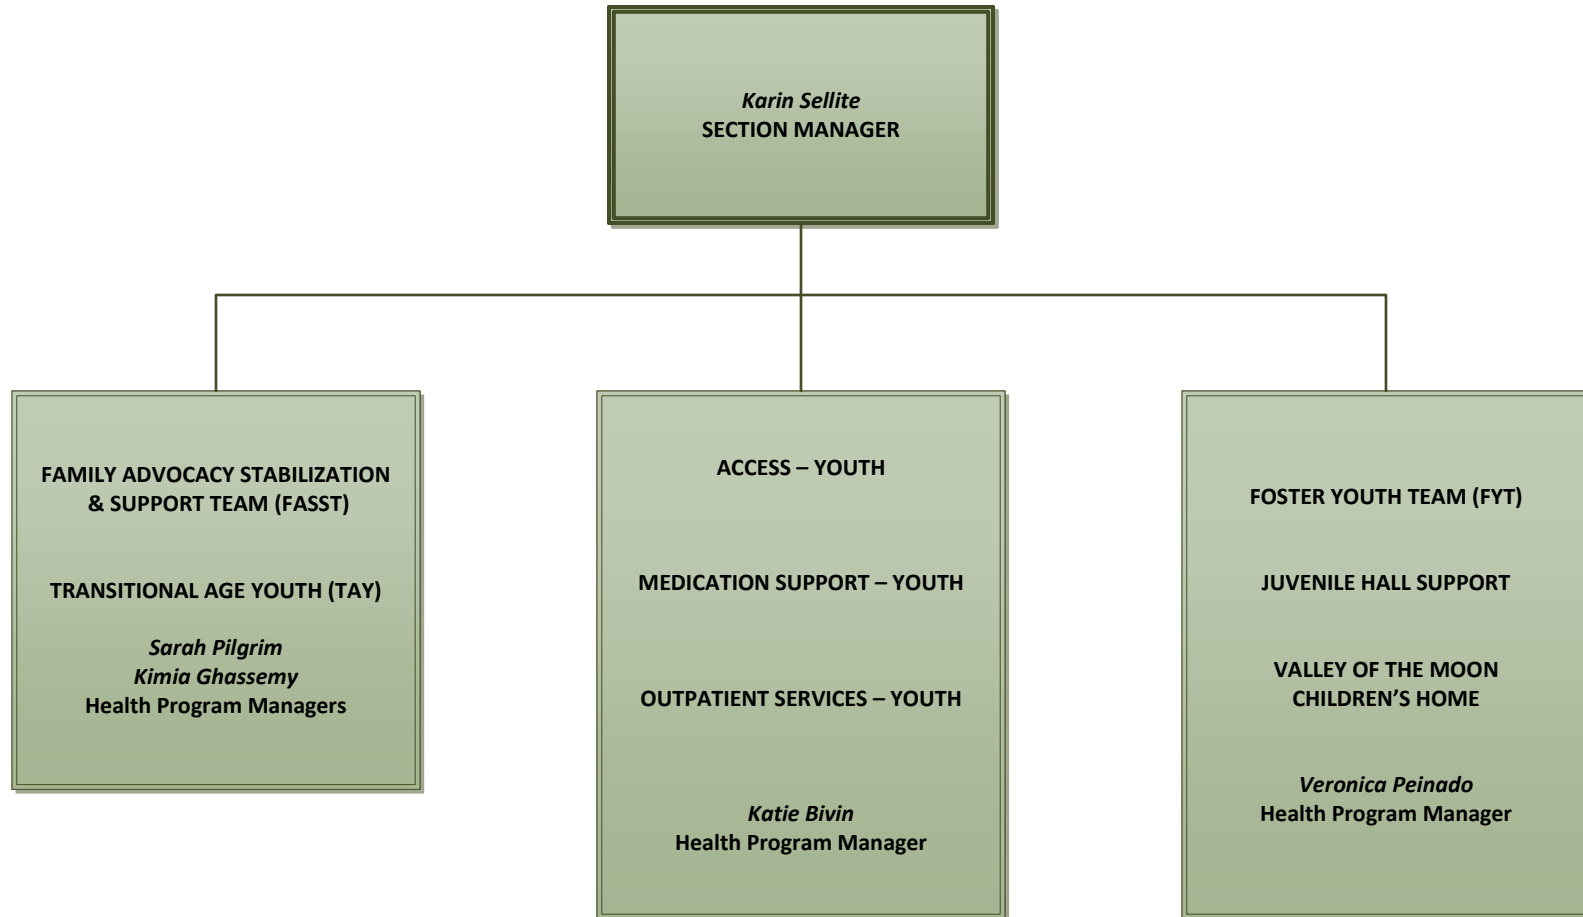 Karin Sellite
SECTION MANAGER
FAMILY ADVOCACY STABILIZATION
& SUPPORT TEAM (FASST)
TRANSITIONAL AGE YOUTH (TAY)
Sarah Pilgrim
Kimia Ghassemy
Health Program Managers
ACCESS – YOUTH
MEDICATION SUPPORT – YOUTH
OUTPATIENT SERVICES – YOUTH
Katie Bivin
Health Program Manager
FOSTER YOUTH TEAM (FYT)
JUVENILE HALL SUPPORT
VALLEY OF THE MOON
CHILDREN’S HOME
Veronica Peinado
Health Program Manager